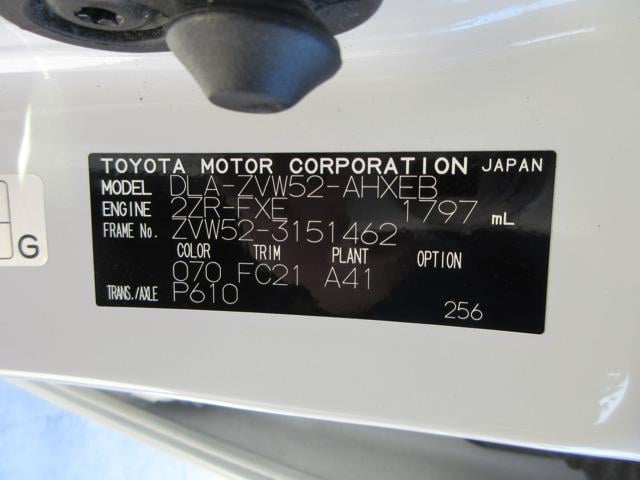 TOYOTA MOTOR CORPORATION JAPAN
MODEL DLA-ZVW52-AHXEB
ENGINE 2ZR-FXE 1797 mL
FRAME No. ZVW52-3151462
COLOR TRIM PLANT OPTION
070 FC21 A41
TRANS./AXLE P610
256
G